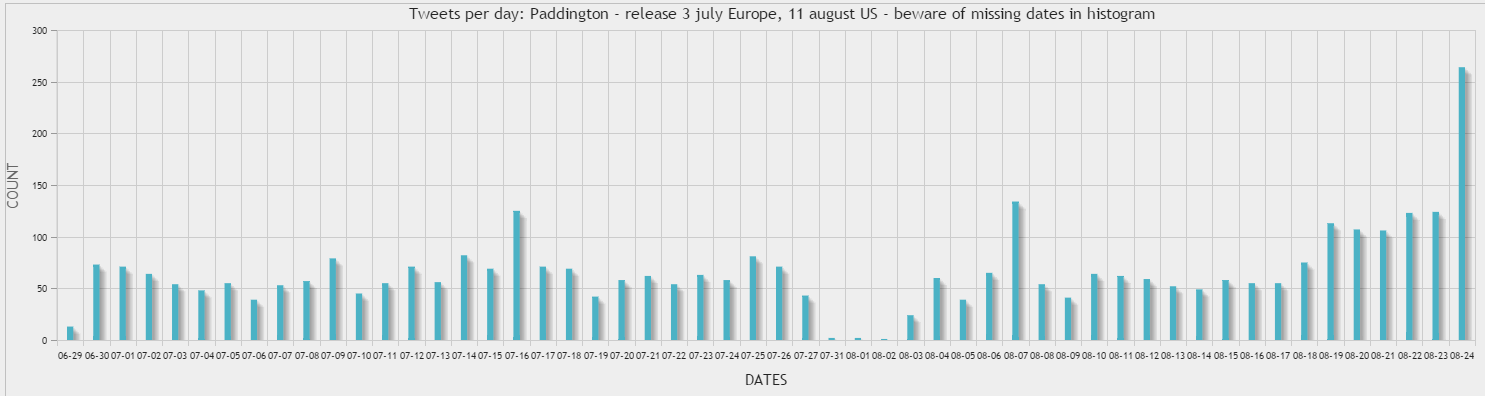 Tweets per day: Paddington - release 3 july Europe, 11 august US - beware of missing dates in histogram
300
250
200
150
100
50
0
COUNT
06-29 06-30 07-01 07-02 07-03 07-04 07-05 07-06 07-07 07-08 07-09 07-10 07-11 07-12 07-13 07-14 07-15 07-16 07-17 07-18 07-19 07-20 07-21 07-22 07-23 07-24 07-25 07-26 07-27 07-31 08-01 08-02 08-03 08-04 08-05 08-06 08-07 08-08 08-09 08-10 08-11 08-12 08-13 08-14 08-15 08-16 08-17 08-18 08-19 08-20 08-21 08-22 08-23 08-24
DATES